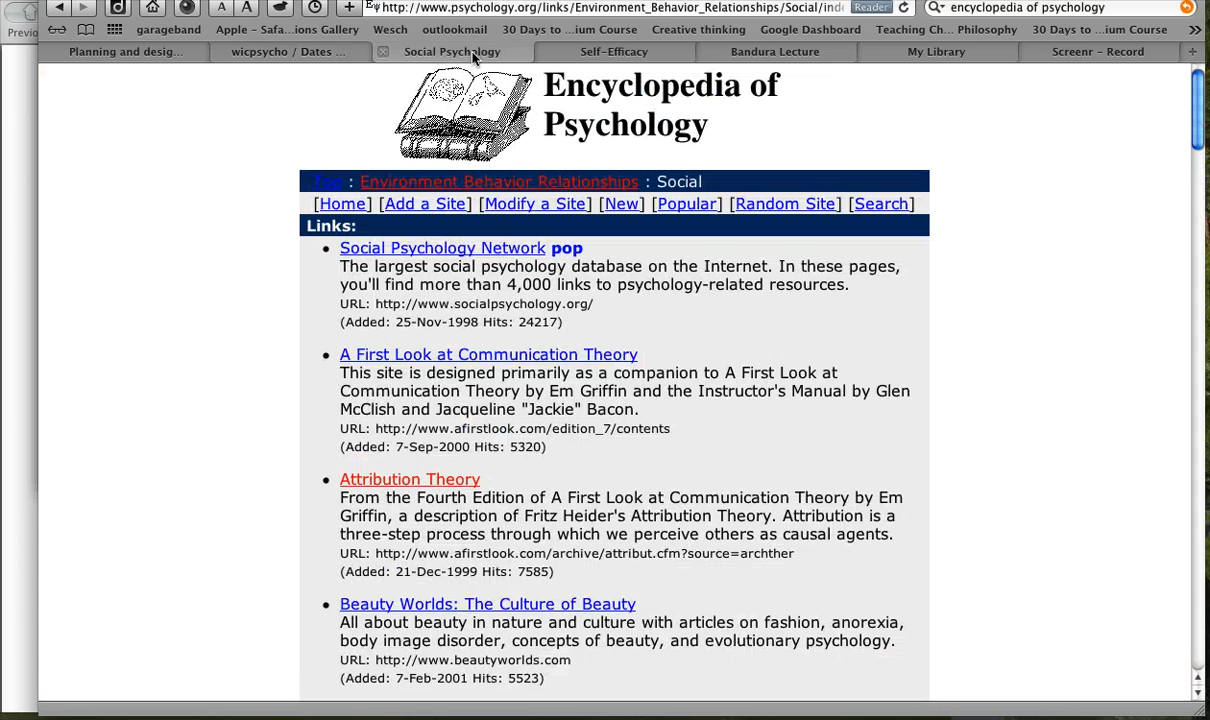 Previo
http://www.psychology.org/links/Environment_Behavior_Relationships/Social/ind
Reader
encyclopedia of psychology
garageband
Apple – Safa...ions Gallery
Wesch
outlookmail
30 Days to ...ium Course
Creative thinking
Google Dashboard
Teaching Ch... Philosophy
30 Days to ...ium Course
Planning and desig...
wicpsycho / Dates ...
Social Psychology
Self-Efficacy
Bandura Lecture
My Library
Screenr - Record
Encyclopedia of
Psychology
Top : Environment Behavior Relationships : Social
[Home] [Add a Site] [Modify a Site] [New] [Popular] [Random Site] [Search]
Links:
Social Psychology Network pop
The largest social psychology database on the Internet. In these pages,
you'll find more than 4,000 links to psychology-related resources.
URL: http://www.socialpsychology.org/
(Added: 25-Nov-1998 Hits: 24217)
A First Look at Communication Theory
This site is designed primarily as a companion to A First Look at
Communication Theory by Em Griffin and the Instructor's Manual by Glen
McClish and Jacqueline "Jackie" Bacon.
URL: http://www.afirstlook.com/edition_7/contents
(Added: 7-Sep-2000 Hits: 5320)
Attribution Theory
From the Fourth Edition of A First Look at Communication Theory by Em
Griffin, a description of Fritz Heider's Attribution Theory. Attribution is a
three-step process through which we perceive others as causal agents.
URL: http://www.afirstlook.com/archive/attribut.cfm?source=archther
(Added: 21-Dec-1999 Hits: 7585)
Beauty Worlds: The Culture of Beauty
All about beauty in nature and culture with articles on fashion, anorexia,
body image disorder, concepts of beauty, and evolutionary psychology.
URL: http://www.beautyworlds.com
(Added: 7-Feb-2001 Hits: 5523)